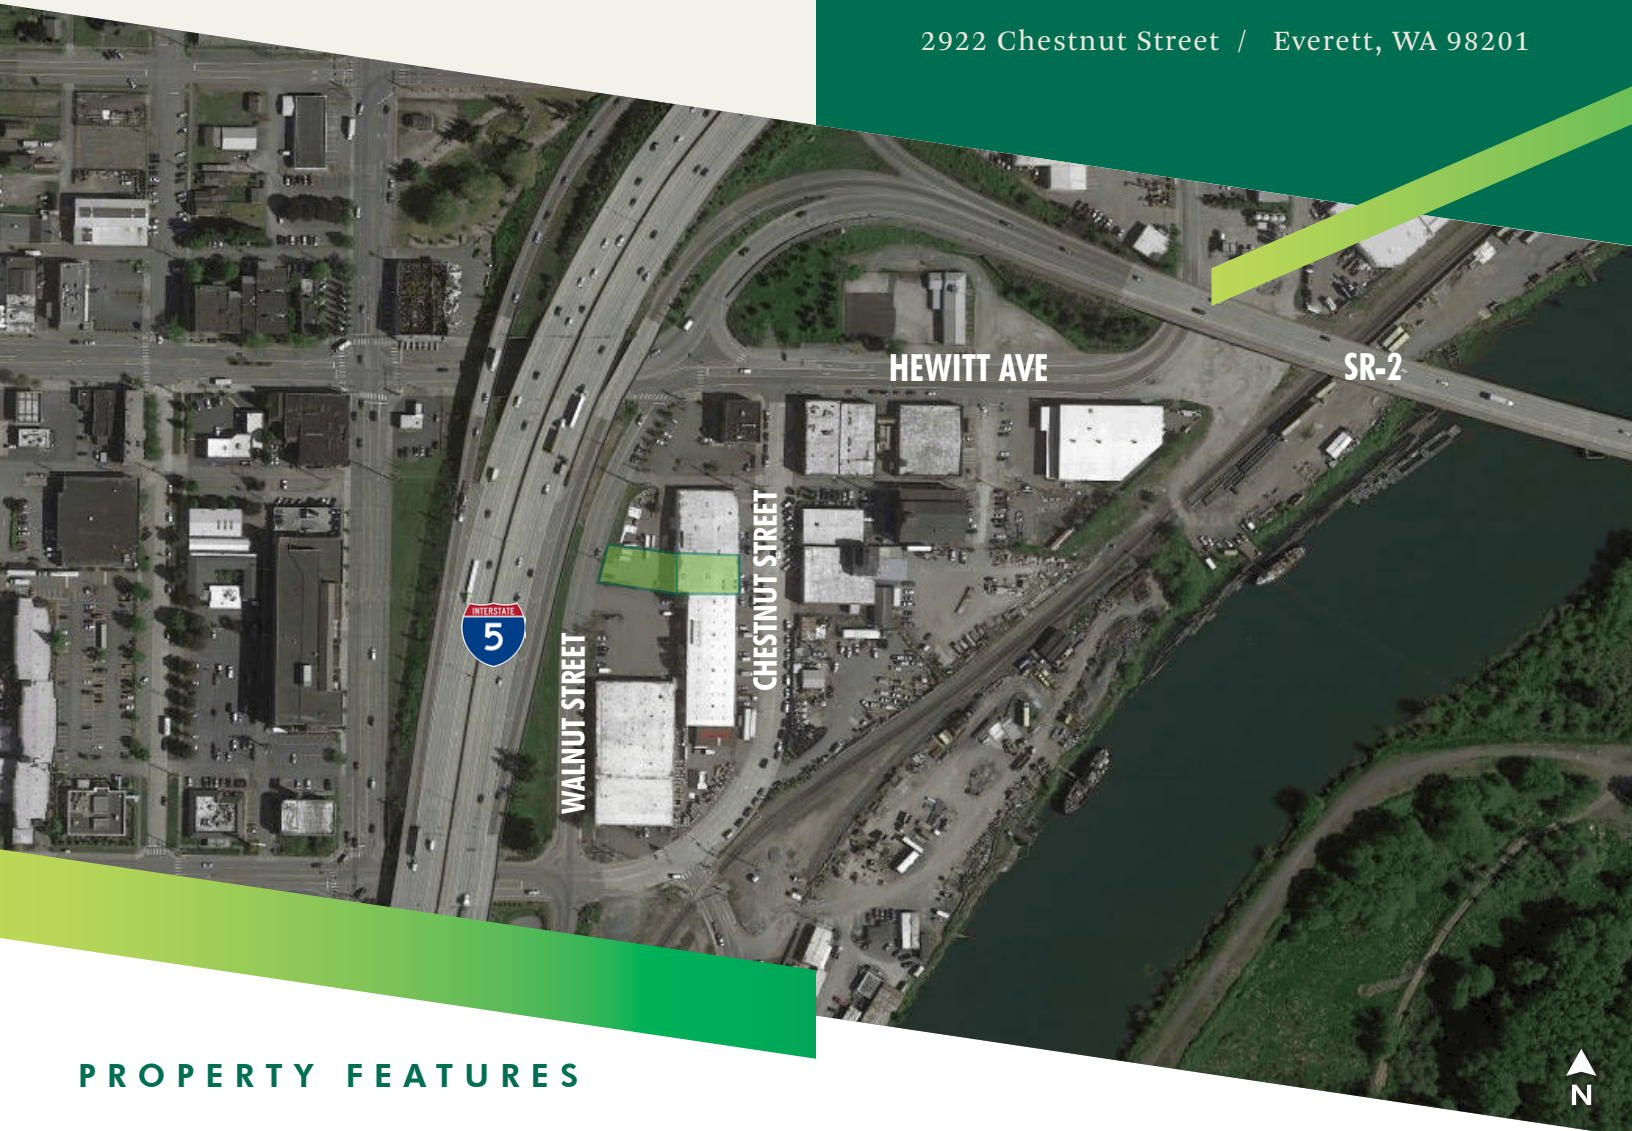 2922 Chestnut Street / Everett, WA 98201
HEWITT AVE
SR-2
CHESTNUT STREET
INTERSTATE
5
WALNUT STREET
PROPERTY FEATURES
N